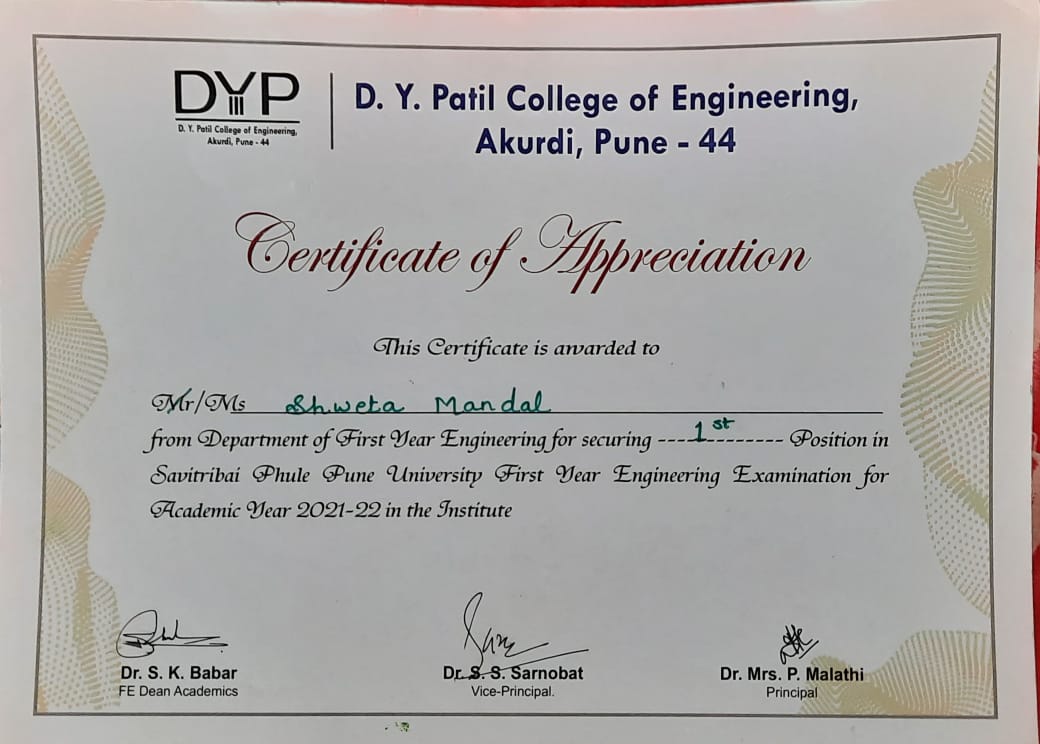 DYP
D. Y. Patil College of Engineering,
Akurdi, Pune - 44
D. Y. Patil College of Engineering,
Akurdi, Pune - 44
Certificate of Appreciation
This Certificate is awarded to
Mr/Ms Shweta Mandal
from Department of First Year Engineering for securing -----1st--------- Position in
Savitribai Phule Pune University First Year Engineering Examination for
Academic Year 2021-22 in the Institute
Dr. S. K. Babar
FE Dean Academics
Dr. S. S. Sarnobat
Vice-Principal.
Dr. Mrs. P. Malathi
Principal